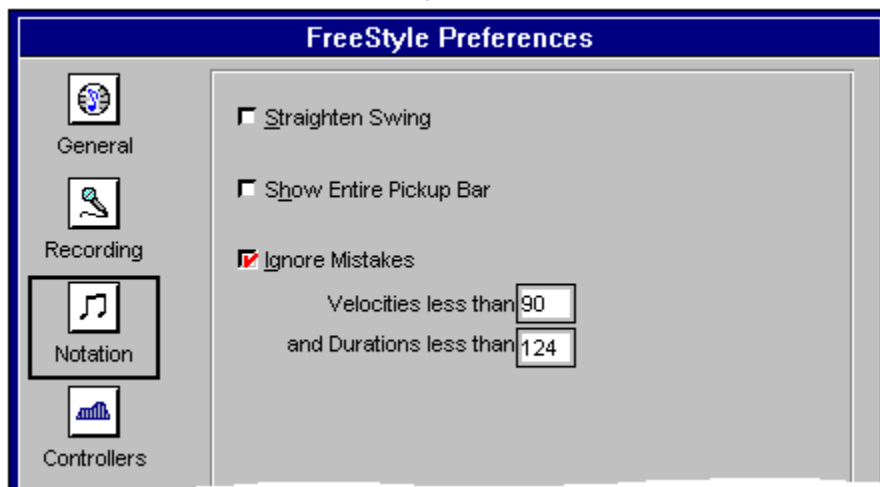 FreeStyle Preferences
General
Recording
Notation
Controllers
Straighten Swing
Show Entire Pickup Bar
Ignore Mistakes
Velocities less than 90
and Durations less than 124